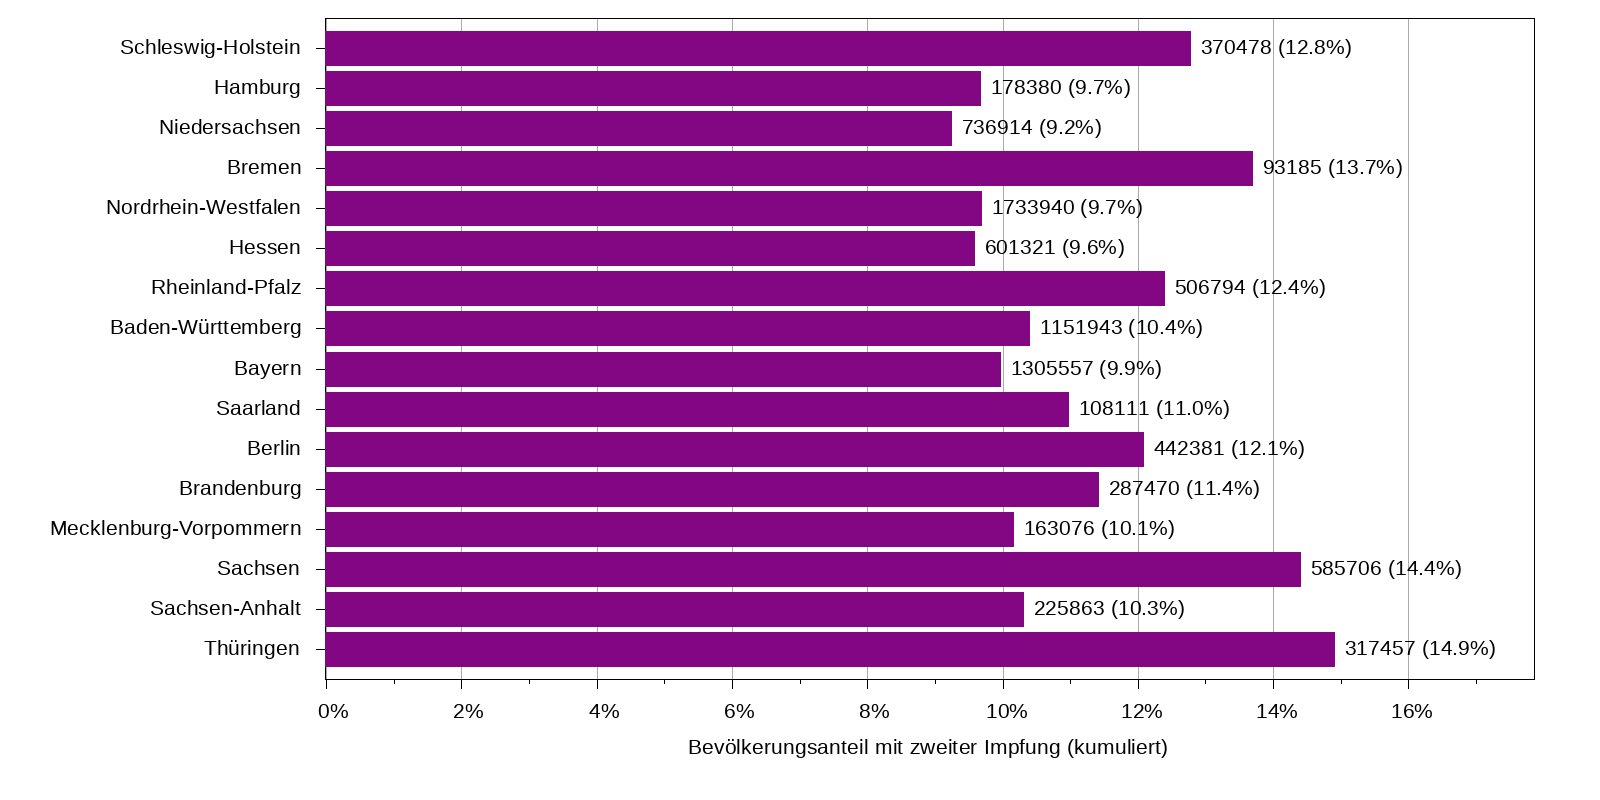 Schleswig-Holstein 370478 (12.8%)
Hamburg 178380 (9.7%)
Niedersachsen 736914 (9.2%)
Bremen 93185 (13.7%)
Nordrhein-Westfalen 1733940 (9.7%)
Hessen 601321 (9.6%)
Rheinland-Pfalz 506794 (12.4%)
Baden-Württemberg 1151943 (10.4%)
Bayern 1305557 (9.9%)
Saarland 108111 (11.0%)
Berlin 442381 (12.1%)
Brandenburg 287470 (11.4%)
Mecklenburg-Vorpommern 163076 (10.1%)
Sachsen 585706 (14.4%)
Sachsen-Anhalt 225863 (10.3%)
Thüringen 317457 (14.9%)
0% 2% 4% 6% 8% 10% 12% 14% 16%
Bevölkerungsanteil mit zweiter Impfung (kumuliert)